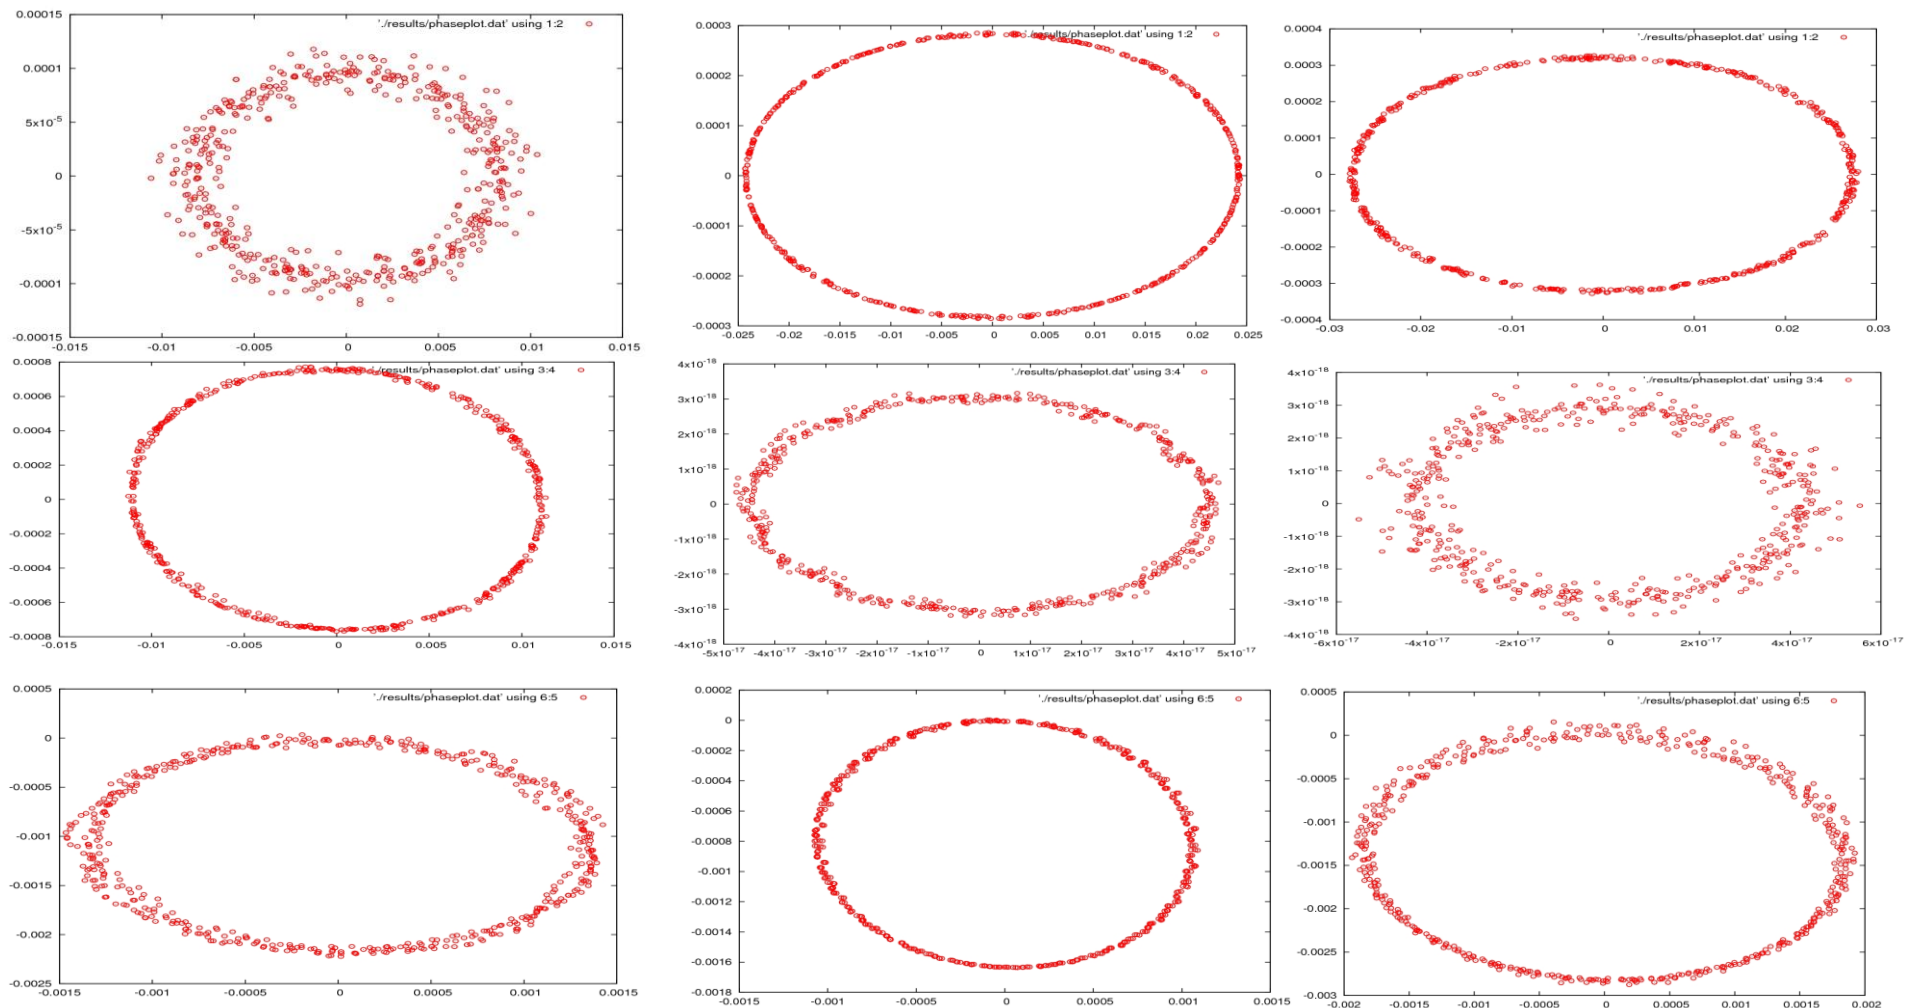 0.00015
'./results/phaseplot.dat' using 1:2
0.0001
5x10⁻⁵
0
-5x10⁻⁵
-0.0001
-0.00015
-0.015 -0.01 -0.005 0 0.005 0.01 0.015
0.0003
'./results/phaseplot.dat' using 1:2
0.0002
0.0001
0
-0.0001
-0.0002
-0.0003
-0.025 -0.02 -0.015 -0.01 -0.005 0 0.005 0.01 0.015 0.02 0.025
0.0004
'./results/phaseplot.dat' using 1:2
0.0003
0.0002
0.0001
0
-0.0001
-0.0002
-0.0003
-0.0004
-0.03 -0.02 -0.01 0 0.01 0.02 0.03
0.0008
'./results/phaseplot.dat' using 3:4
0.0006
0.0004
0.0002
0
-0.0002
-0.0004
-0.0006
-0.0008
-0.015 -0.01 -0.005 0 0.005 0.01 0.015
4x10⁻¹⁸
'./results/phaseplot.dat' using 3:4
3x10⁻¹⁸
2x10⁻¹⁸
1x10⁻¹⁸
0
-1x10⁻¹⁸
-2x10⁻¹⁸
-3x10⁻¹⁸
-4x10⁻¹⁸
-5x10⁻¹⁷ -4x10⁻¹⁷ -3x10⁻¹⁷ -2x10⁻¹⁷ -1x10⁻¹⁷ 0 1x10⁻¹⁷ 2x10⁻¹⁷ 3x10⁻¹⁷ 4x10⁻¹⁷ 5x10⁻¹⁷
4x10⁻¹⁸
'./results/phaseplot.dat' using 3:4
3x10⁻¹⁸
2x10⁻¹⁸
1x10⁻¹⁸
0
-1x10⁻¹⁸
-2x10⁻¹⁸
-3x10⁻¹⁸
-4x10⁻¹⁸
-6x10⁻¹⁷ -4x10⁻¹⁷ -2x10⁻¹⁷ 0 2x10⁻¹⁷ 4x10⁻¹⁷ 6x10⁻¹⁷
0.0005
'./results/phaseplot.dat' using 6:5
0
-0.0005
-0.001
-0.0015
-0.002
-0.0025
-0.0015 -0.001 -0.0005 0 0.0005 0.001 0.0015
0.0002
'./results/phaseplot.dat' using 6:5
0
-0.0002
-0.0004
-0.0006
-0.0008
-0.001
-0.0012
-0.0014
-0.0016
-0.0018
-0.0015 -0.001 -0.0005 0 0.0005 0.001 0.0015
0.0005
'./results/phaseplot.dat' using 6:5
0
-0.0005
-0.001
-0.0015
-0.002
-0.0025
-0.003
-0.002 -0.0015 -0.001 -0.0005 0 0.0005 0.001 0.0015 0.002